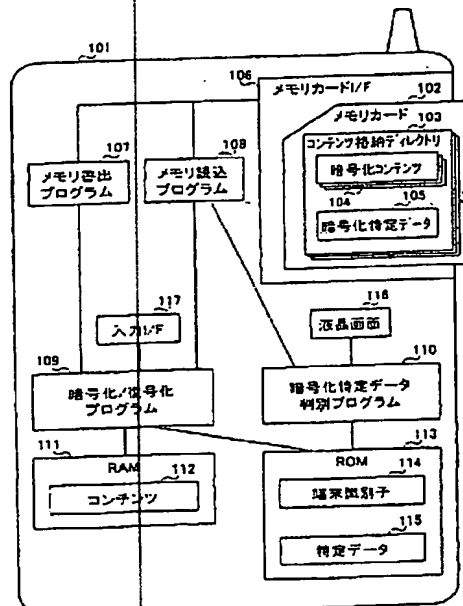 101
106
メモリカードI/F
102
メモリカード
103
コンテンツ格納ディレクトリ
暗号化コンテンツ
104
105
暗号化特定データ
107
メモリ書出
プログラム
108
メモリ読込
プログラム
117
入力I/F
116
液晶画面
109
暗号化/復号化
プログラム
110
暗号化特定データ
判別プログラム
111
RAM
112
コンテンツ
113
ROM
114
端末識別子
115
特定データ